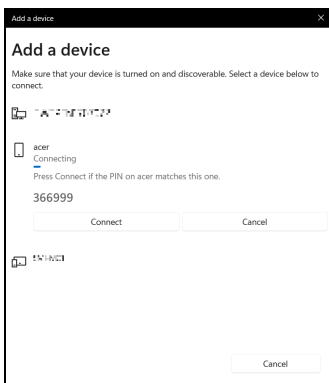 Add a device
Add a device
Make sure that your device is turned on and discoverable. Select a device below to
connect.
acer
Connecting
Press Connect if the PIN on acer matches this one.
366999
Connect Cancel
Cancel